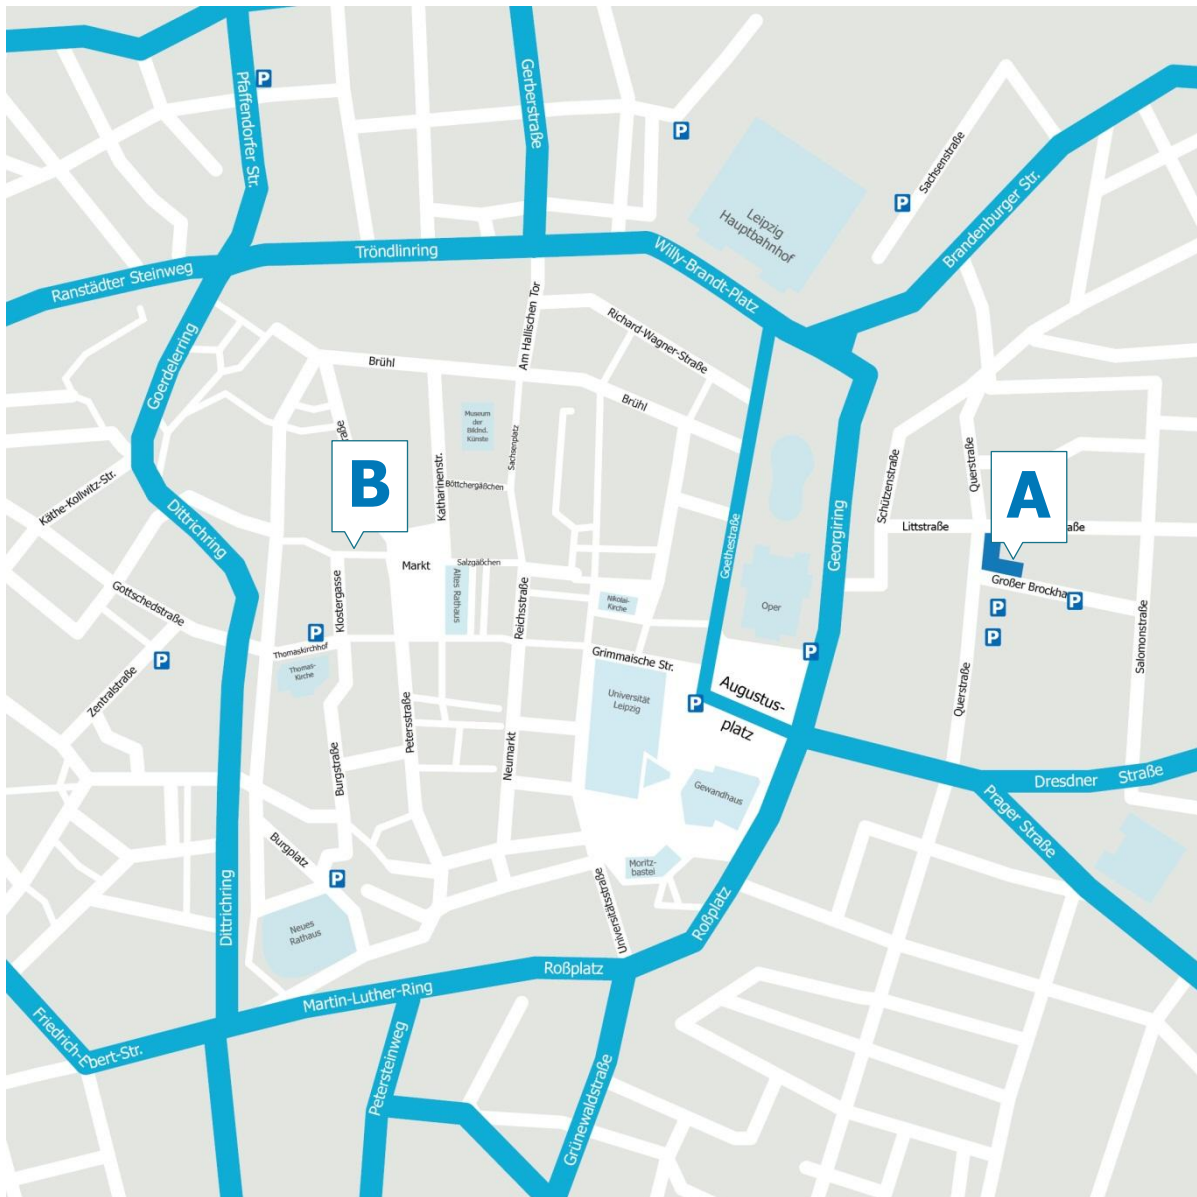 P
Pfaffendorfer Str.
Gerberstraße
P
Sachsenstraße
P
Leipzig
Hauptbahnhof
Brandenburger Str.
Tröndlinring
Willy-Brandt-Platz
Ranstädter Steinweg
Goerdelerring
Am Hallischen Tor
Richard-Wagner-Straße
Brühl
Brühl
Museum
der
Bildnd.
Künste
aße
B
Katharinenstr.
Sachsenplatz
Böttchergäßchen
Käthe-Kollwitz-Str.
Dittrichring
Goethestraße
Georgiring
Schützenstraße
Querstraße
A
Littstraße
aße
Großer Brockha
P
P
P
Salomonstraße
Querstraße
Markt
Salzgäßchen
Altes Rathaus
Klostergasse
Reichsstraße
Nikolai-
Kirche
Oper
Gottschedstraße
P
Thomaskirchhof
Thomas-
Kirche
P
Zentralstraße
Grimmaische Str.
P
Universität
Leipzig
P
Augustus-
platz
Petersstraße
Burgstraße
Neumarkt
Gewandhaus
Dresdner Straße
Prager Straße
Burgplatz
P
Moritz-
bastei
Universitätsstraße
Dittrichring
Neues
Rathaus
Roßplatz
Roßplatz
Martin-Luther-Ring
Friedrich-Ebert-Str.
Petersteinweg
Grünewaldstraße